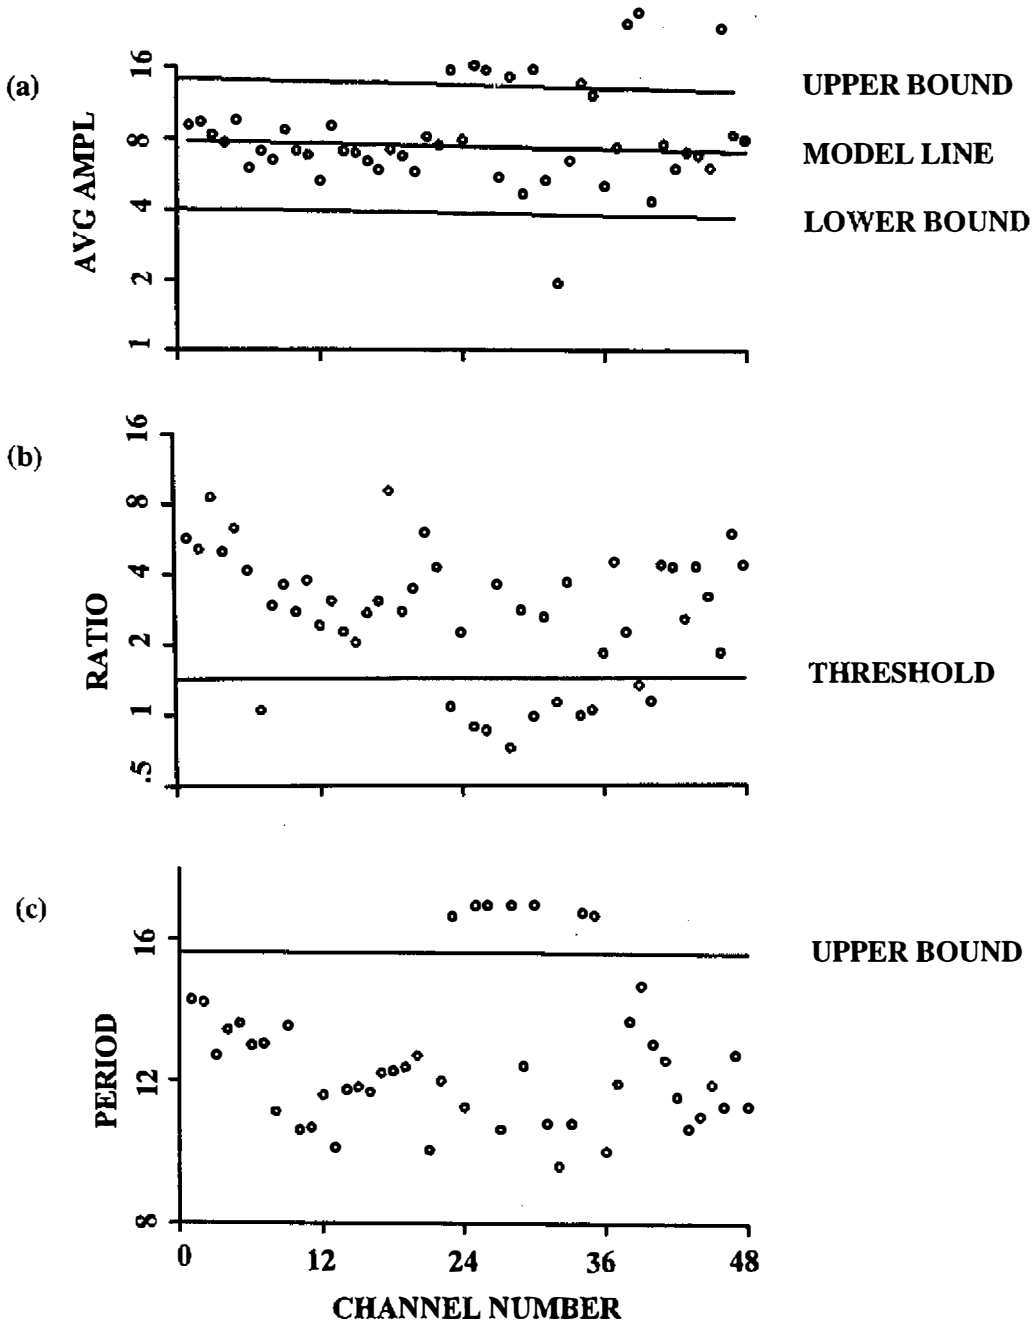 (a)
AVG AMPL
16
8
4
2
1
UPPER BOUND
MODEL LINE
LOWER BOUND
(b)
RATIO
16
8
4
2
1
.5
THRESHOLD
(c)
PERIOD
16
12
8
UPPER BOUND
0 12 24 36 48
CHANNEL NUMBER